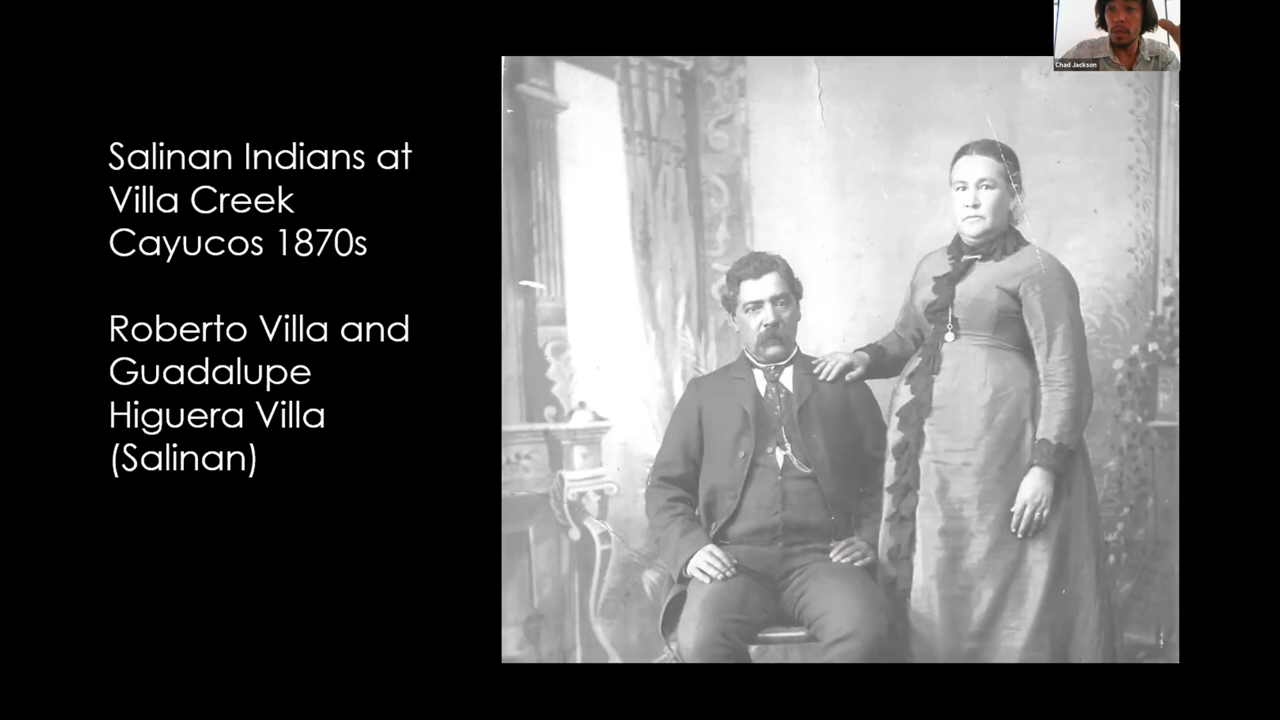 Chad Jackson
Salinan Indians at
Villa Creek
Cayucos 1870s
Roberto Villa and
Guadalupe
Higuera Villa
(Salinan)